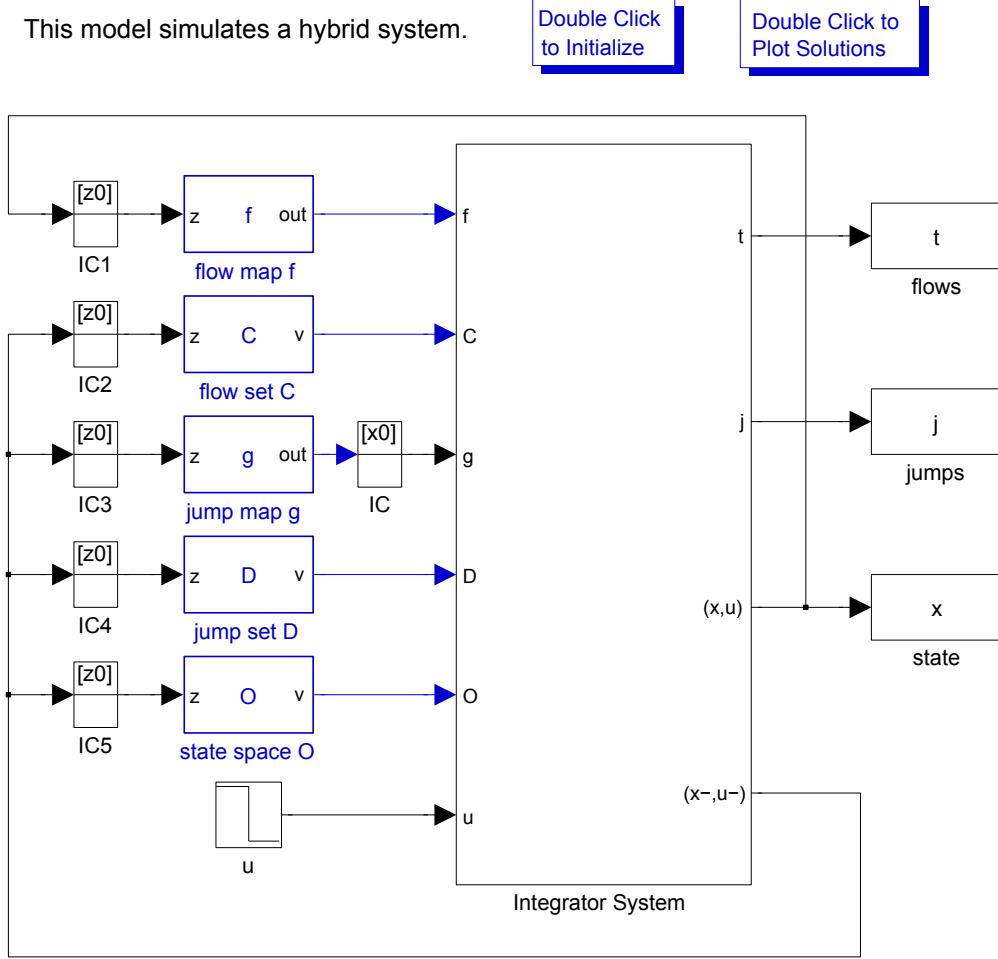 This model simulates a hybrid system.
Double Click
to Initialize
Double Click to
Plot Solutions
[z0]
IC1
z f out
flow map f
[z0]
IC2
z C v
flow set C
[z0]
IC3
z g out
jump map g
[x0]
IC
[z0]
IC4
z D v
jump set D
[z0]
IC5
z O v
state space O
u
f
C
g
D
O
u
t
j
(x,u)
(x−,u−)
Integrator System
t
flows
j
jumps
x
state